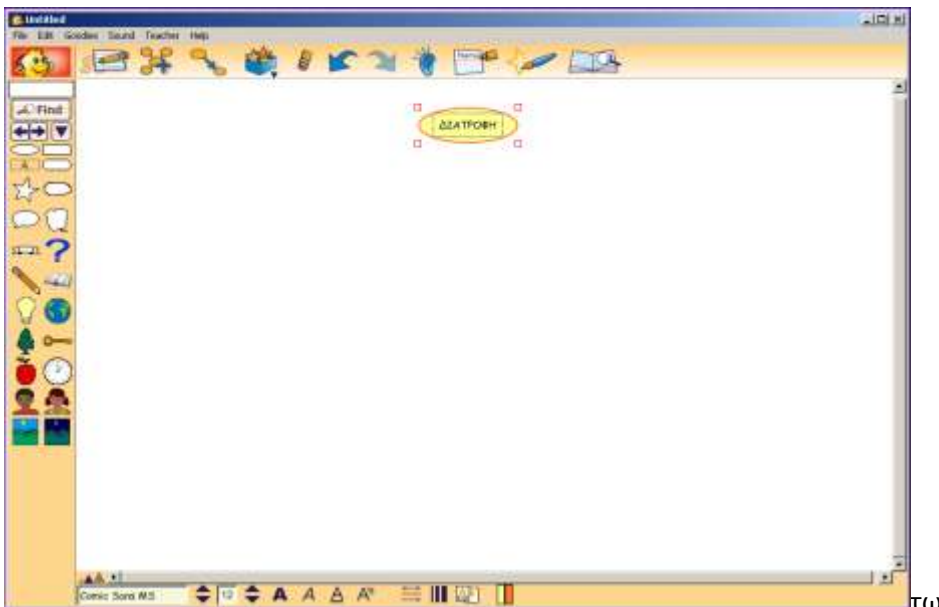 Untitled
File Edit Goodies Sound Teacher Help
Find
A
ΔΙΑΤΡΟΦΗ
Comic Sans MS 12 A A A A